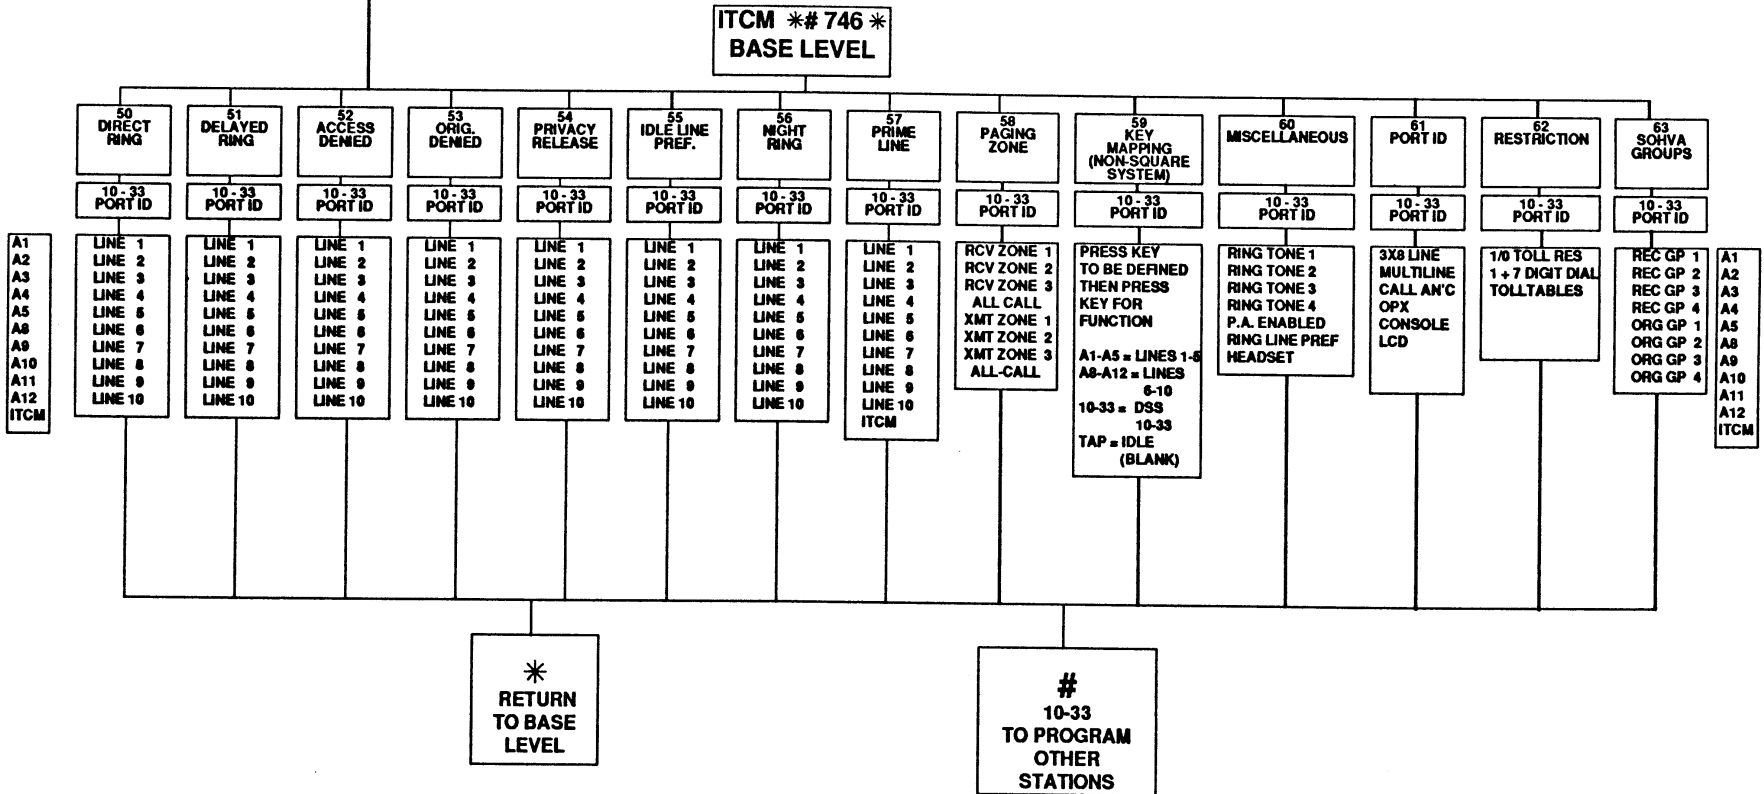 ITCM ✳# 746 ✳
BASE LEVEL
50
DIRECT
RING
10 - 33
PORT ID
51
DELAYED
RING
10 - 33
PORT ID
52
ACCESS
DENIED
10 - 33
PORT ID
53
ORIG.
DENIED
10 - 33
PORT ID
54
PRIVACY
RELEASE
10 - 33
PORT ID
55
IDLE LINE
PREF.
10 - 33
PORT ID
56
NIGHT
RING
10 - 33
PORT ID
57
PRIME
LINE
10 - 33
PORT ID
58
PAGING
ZONE
10 - 33
PORT ID
59
KEY
MAPPING
(NON-SQUARE
SYSTEM)
10 - 33
PORT ID
60
MISCELLANEOUS
10 - 33
PORT ID
61
PORT ID
10 - 33
PORT ID
62
RESTRICTION
10 - 33
PORT ID
63
SOHVA
GROUPS
10 - 33
PORT ID
A1
A2
A3
A4
A5
A8
A9
A10
A11
A12
ITCM
LINE 1
LINE 2
LINE 3
LINE 4
LINE 5
LINE 6
LINE 7
LINE 8
LINE 9
LINE 10
LINE 1
LINE 2
LINE 3
LINE 4
LINE 5
LINE 6
LINE 7
LINE 8
LINE 9
LINE 10
LINE 1
LINE 2
LINE 3
LINE 4
LINE 5
LINE 6
LINE 7
LINE 8
LINE 9
LINE 10
LINE 1
LINE 2
LINE 3
LINE 4
LINE 5
LINE 6
LINE 7
LINE 8
LINE 9
LINE 10
LINE 1
LINE 2
LINE 3
LINE 4
LINE 5
LINE 6
LINE 7
LINE 8
LINE 9
LINE 10
LINE 1
LINE 2
LINE 3
LINE 4
LINE 5
LINE 6
LINE 7
LINE 8
LINE 9
LINE 10
LINE 1
LINE 2
LINE 3
LINE 4
LINE 5
LINE 6
LINE 7
LINE 8
LINE 9
LINE 10
LINE 1
LINE 2
LINE 3
LINE 4
LINE 5
LINE 6
LINE 7
LINE 8
LINE 9
LINE 10
ITCM
RCV ZONE 1
RCV ZONE 2
RCV ZONE 3
ALL CALL
XMT ZONE 1
XMT ZONE 2
XMT ZONE 3
ALL-CALL
PRESS KEY
TO BE DEFINED
THEN PRESS
KEY FOR
FUNCTION
A1-A5 = LINES 1-5
A8-A12 = LINES
6-10
10-33 = DSS
10-33
TAP = IDLE
(BLANK)
RING TONE 1
RING TONE 2
RING TONE 3
RING TONE 4
P.A. ENABLED
RING LINE PREF
HEADSET
3X8 LINE
MULTILINE
CALL AN'C
OPX
CONSOLE
LCD
1/0 TOLL RES
1 + 7 DIGIT DIAL
TOLLTABLES
REC GP 1
REC GP 2
REC GP 3
REC GP 4
ORG GP 1
ORG GP 2
ORG GP 3
ORG GP 4
A1
A2
A3
A4
A5
A8
A9
A10
A11
A12
ITCM
✳
RETURN
TO BASE
LEVEL
#
10-33
TO PROGRAM
OTHER
STATIONS